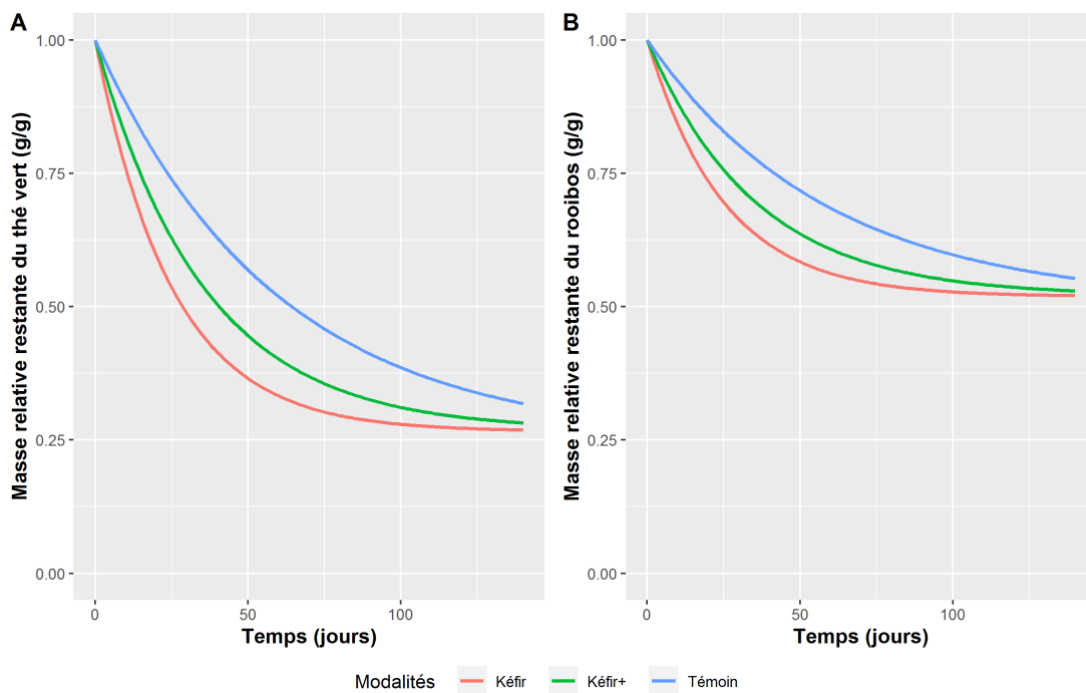 A
Masse relative restante du thé vert (g/g)
1.00
0.75
0.50
0.25
0.00
0
50
100
Temps (jours)
B
Masse relative restante du rooibos (g/g)
1.00
0.75
0.50
0.25
0.00
0
50
100
Temps (jours)
Modalités Kéfir Kéfir+ Témoin